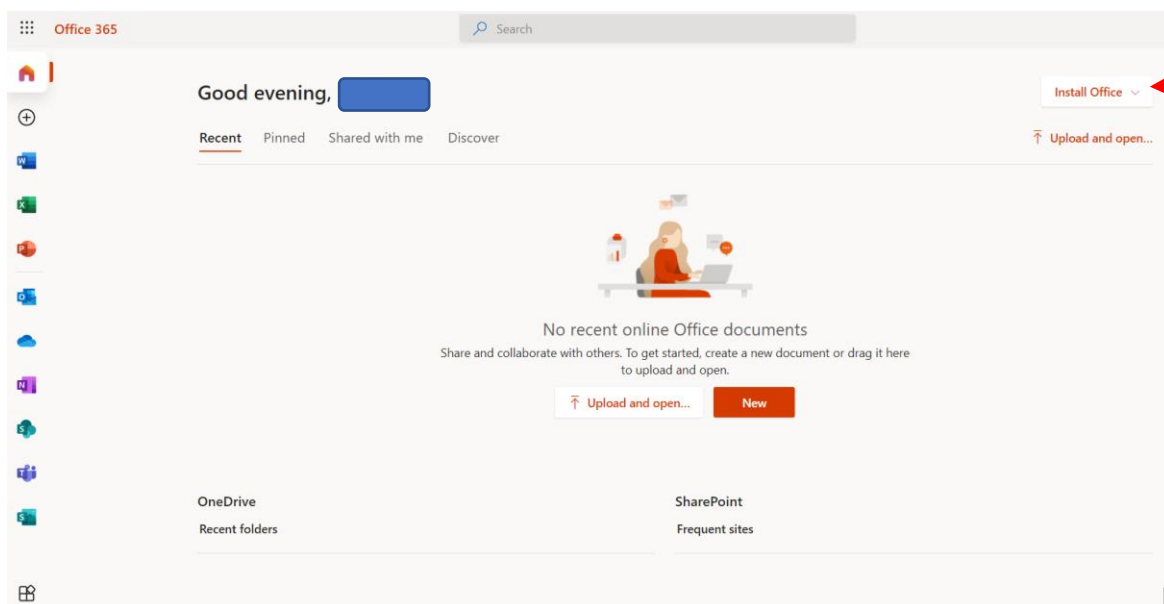 Office 365
Search
Good evening,
Install Office
Recent Pinned Shared with me Discover
Upload and open...
No recent online Office documents
Share and collaborate with others. To get started, create a new document or drag it here
to upload and open.
Upload and open... New
OneDrive SharePoint
Recent folders Frequent sites